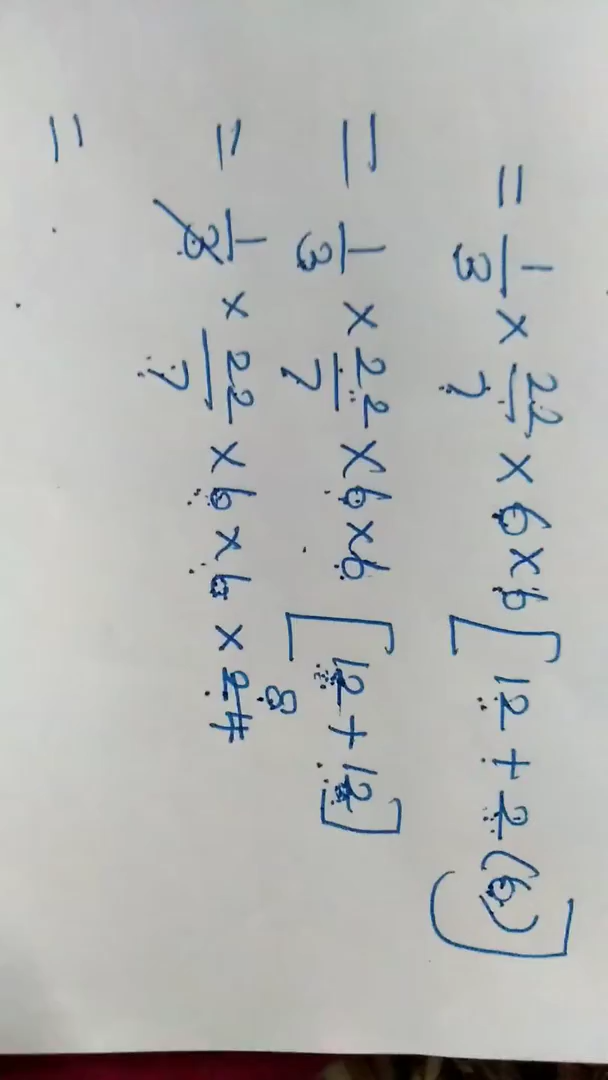 = 1/3 × 22/7 × 6×6 [12 + 2(6)]
= 1/3 × 22/7 × 6×6 [12 + 12]
8
= 1/3 × 22/7 × 6 × 6 × 24
=